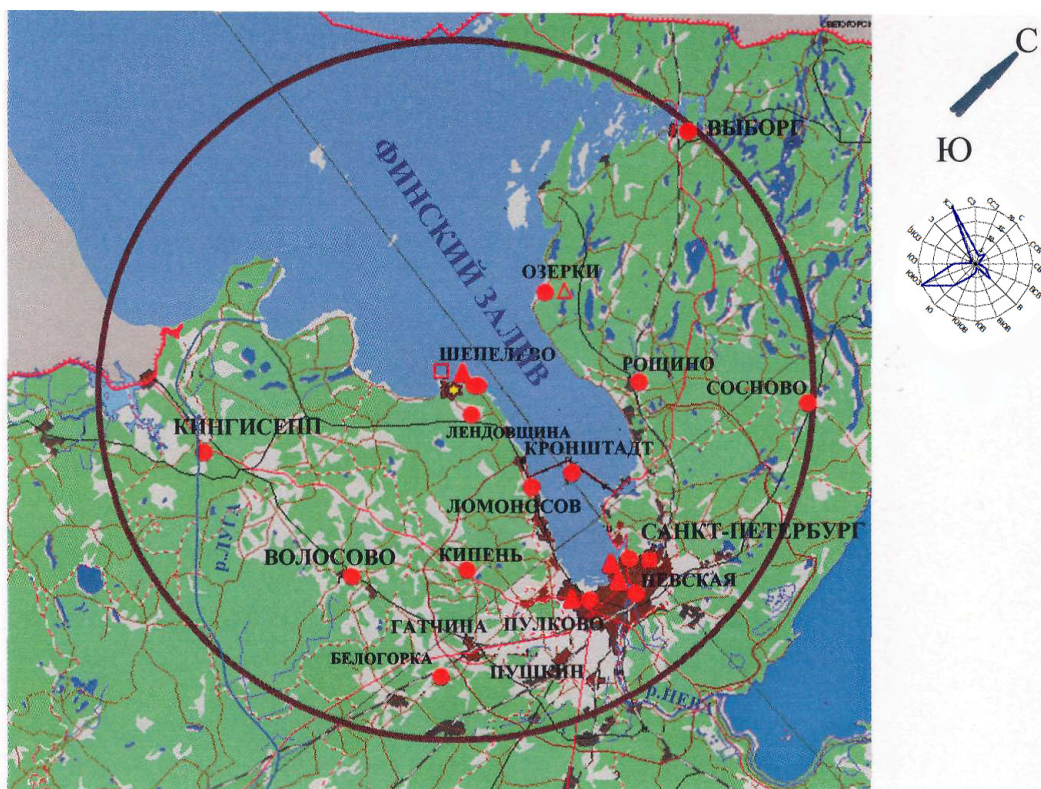 СВЕТОГОРСК
С
ВЫБОРГ
Ю
ФИНСКИЙ ЗАЛИВ
ОЗЕРКИ
ШЕПЕЛЕВО
РОЩИНО
СОСНОВО
КИНГИСЕПП
ЛЕНДОВЩИНА
КРОНШТАДТ
ЛОМОНОСОВ
р.ЛУГА
САНКТ-ПЕТЕРБУРГ
ВОЛОСОВО
КИПЕНЬ
НЕВСКАЯ
ГАТЧИНА
ПУЛКОВО
БЕЛОГОРКА
ПУШКИН
р.НЕВА